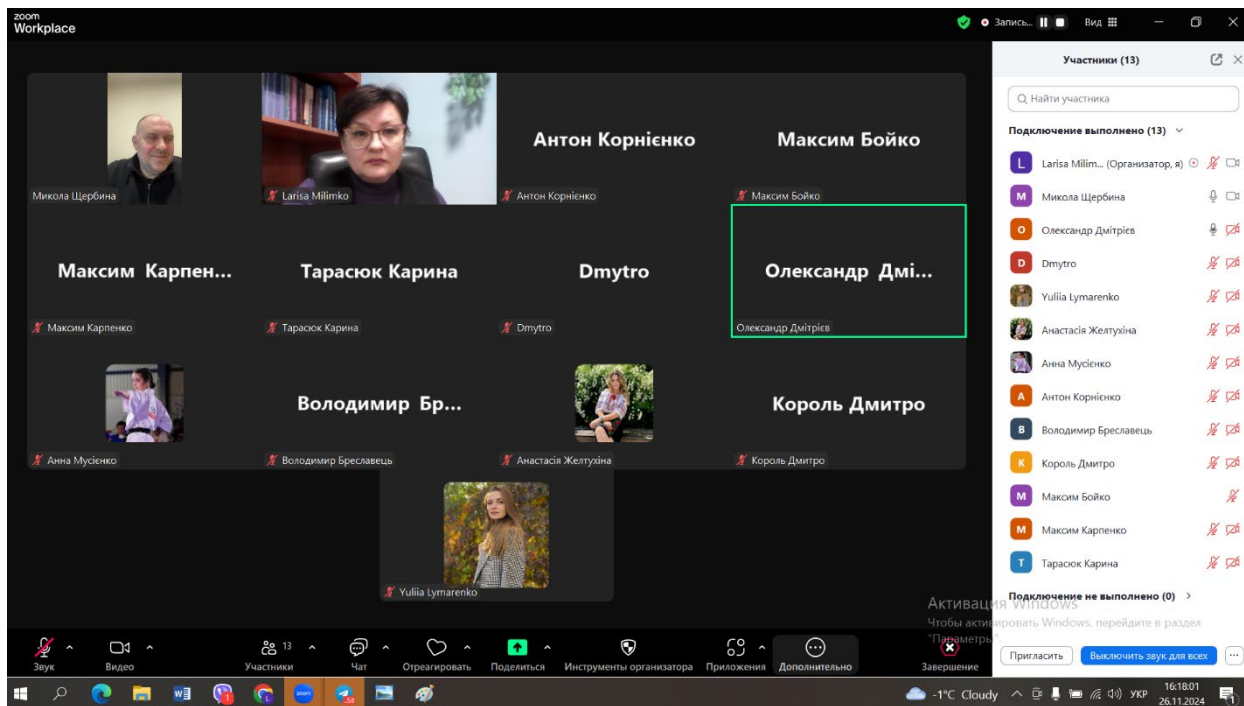 zoom
Workplace
Запись...
Вид
Микола Щербина
Larisa Milimko
Антон Корнієнко
Антон Корнієнко
Максим Бойко
Максим Бойко
Максим Карпен...
Максим Карпенко
Тарасюк Карина
Тарасюк Карина
Dmytro
Dmytro
Олександр Дмі...
Олександр Дмітрієв
Анна Мусієнко
Володимир Бр...
Володимир Бреславець
Анастасія Желтухіна
Король Дмитро
Король Дмитро
Yuliia Lymarenko
Участники (13)
Найти участника
Подключение выполнено (13)
L
Larisa Milim... (Организатор, я)
М
Микола Щербина
О
Олександр Дмітрієв
D
Dmytro
Yuliia Lymarenko
Анастасія Желтухіна
Анна Мусієнко
А
Антон Корнієнко
В
Володимир Бреславець
К
Король Дмитро
М
Максим Бойко
М
Максим Карпенко
Т
Тарасюк Карина
Подключение не выполнено (0)
Активация Windows
Чтобы активировать Windows, перейдите в раздел
"Параметры".
Пригласить
Выключить звук для всех
Звук
Видео
13
Участники
Чат
Отреагировать
Поделиться
Инструменты организатора
Приложения
Дополнительно
Завершение
-1°C Cloudy
УКР
16:18:01
26.11.2024